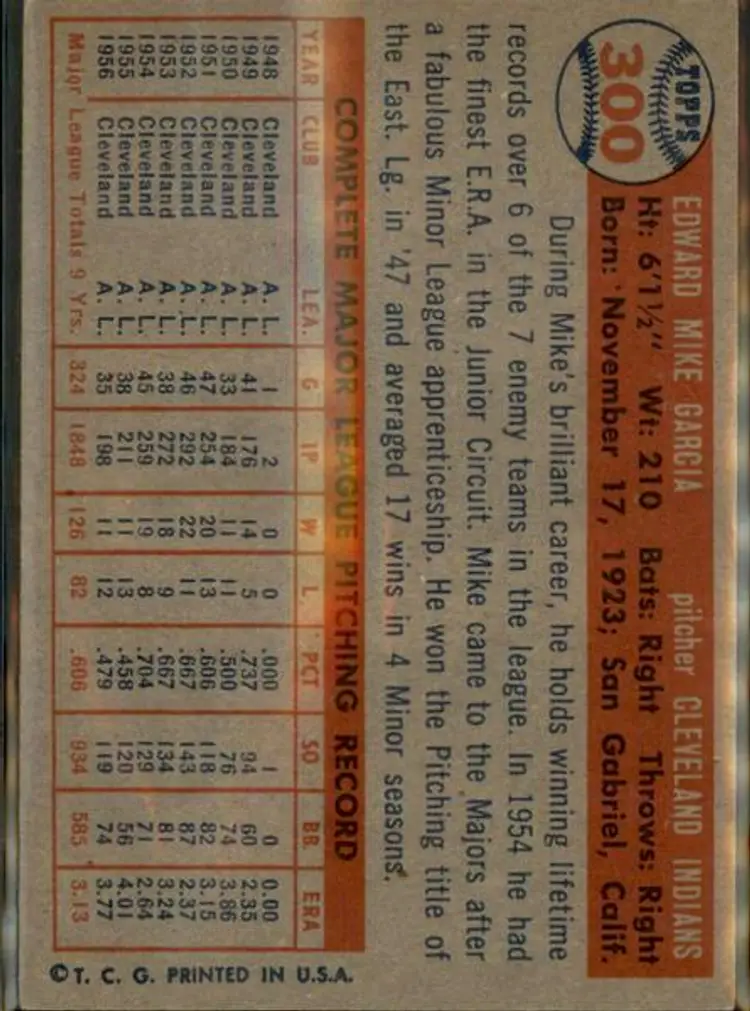 TOPPS
300
EDWARD MIKE GARCIA pitcher CLEVELAND INDIANS
Ht: 6'1½" Wt: 210 Bats: Right Throws: Right
Born: November 17, 1923; San Gabriel, Calif.
During Mike's brilliant career, he holds winning lifetime
records over 6 of the 7 enemy teams in the league. In 1954 he had
the finest E.R.A. in the Junior Circuit. Mike came to the Majors after
a fabulous Minor League apprenticeship. He won the Pitching title of
the East. Lg. in '47 and averaged 17 wins in 4 Minor seasons.
COMPLETE MAJOR LEAGUE PITCHING RECORD
YEAR CLUB LEA. G IP W L PCT SO BB ERA
1948 Cleveland A. L. 1 2 0 0 .000 1 0 0.00
1949 Cleveland A. L. 41 176 14 5 .737 94 60 2.35
1950 Cleveland A. L. 33 184 11 11 .500 76 74 3.86
1951 Cleveland A. L. 47 254 20 13 .606 118 82 3.15
1952 Cleveland A. L. 46 292 22 11 .667 143 87 2.37
1953 Cleveland A. L. 38 272 18 9 .667 134 81 3.24
1954 Cleveland A. L. 45 259 19 8 .704 129 71 2.64
1955 Cleveland A. L. 38 211 11 13 .458 120 56 4.01
1956 Cleveland A. L. 35 198 11 12 .479 119 74 3.77
Major League Totals 9 Yrs. 324 1848 126 82 .606 934 585 3.13
©T. C. G. PRINTED IN U.S.A.